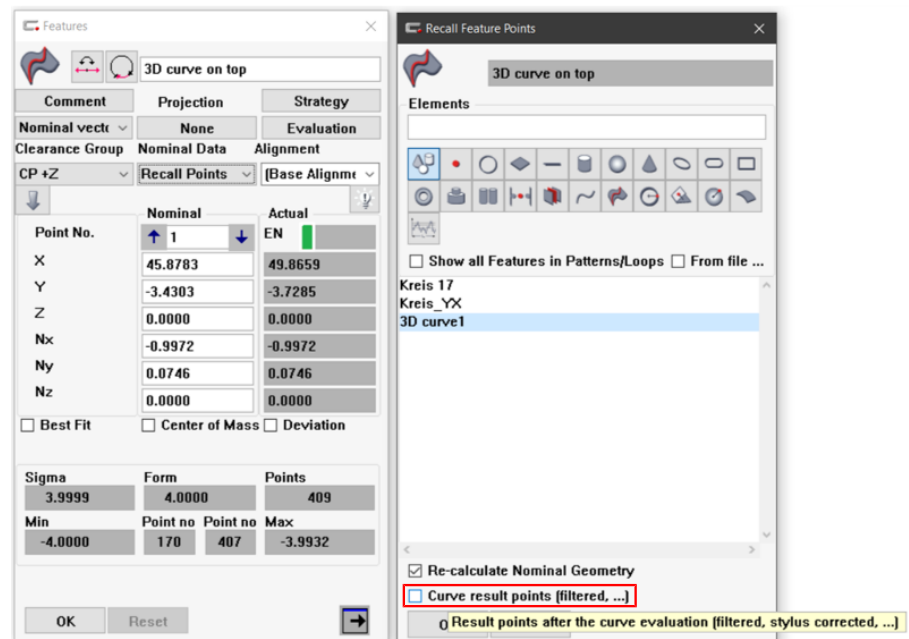 Features
3D curve on top
Comment Projection Strategy
Nominal vectc None Evaluation
Clearance Group Nominal Data Alignment
CP +Z Recall Points (Base Alignme
Nominal Actual
Point No. 1 EN
X 45.8783 49.8659
Y -3.4303 -3.7285
Z 0.0000 0.0000
Nx -0.9972 -0.9972
Ny 0.0746 0.0746
Nz 0.0000 0.0000
Best Fit Center of Mass Deviation
Sigma Form Points
3.9999 4.0000 409
Min Point no Point no Max
-4.0000 170 407 -3.9932
OK Reset
Recall Feature Points
3D curve on top
Elements
Show all Features in Patterns/Loops From file ...
Kreis 17
Kreis_YX
3D curve1
Re-calculate Nominal Geometry
Curve result points (filtered, ...)
Result points after the curve evaluation (filtered, stylus corrected, ...)